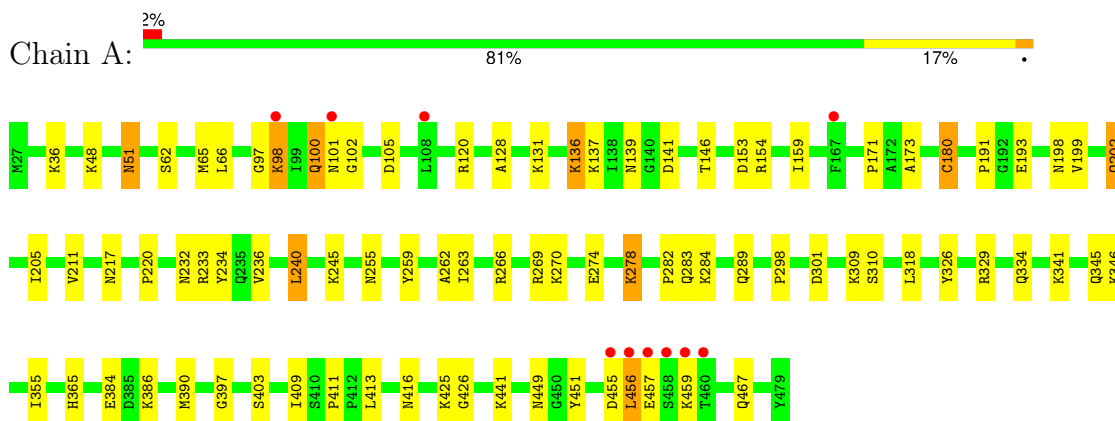 2%
Chain A:
81% 17% •
M27 K36 K48 N51 S62 M65 L66 G97 K98 I99 Q100 N101 G102 D105 L108 R120 A128 K131 K136 K137 I138 N139 G140 D141 T146 D153 R154 I159 F167 P171 A172 A173 C180 P191 G192 E193 N198 V199
I205 V211 N217 P220 N232 R233 Y234 Q235 V236 L240 K245 N255 Y259 A262 I263 R266 R269 K270 E274 K278 P282 Q283 K284 Q289 P298 D301 K309 S310 L318 Y326 R329 Q334 K341 Q345 K346
I355 H365 E384 D385 K386 M390 G397 S403 I409 S410 P411 P412 L413 N416 K425 G426 K441 N449 G450 Y451 D455 L456 E457 S458 K459 T460 Q467 Y479